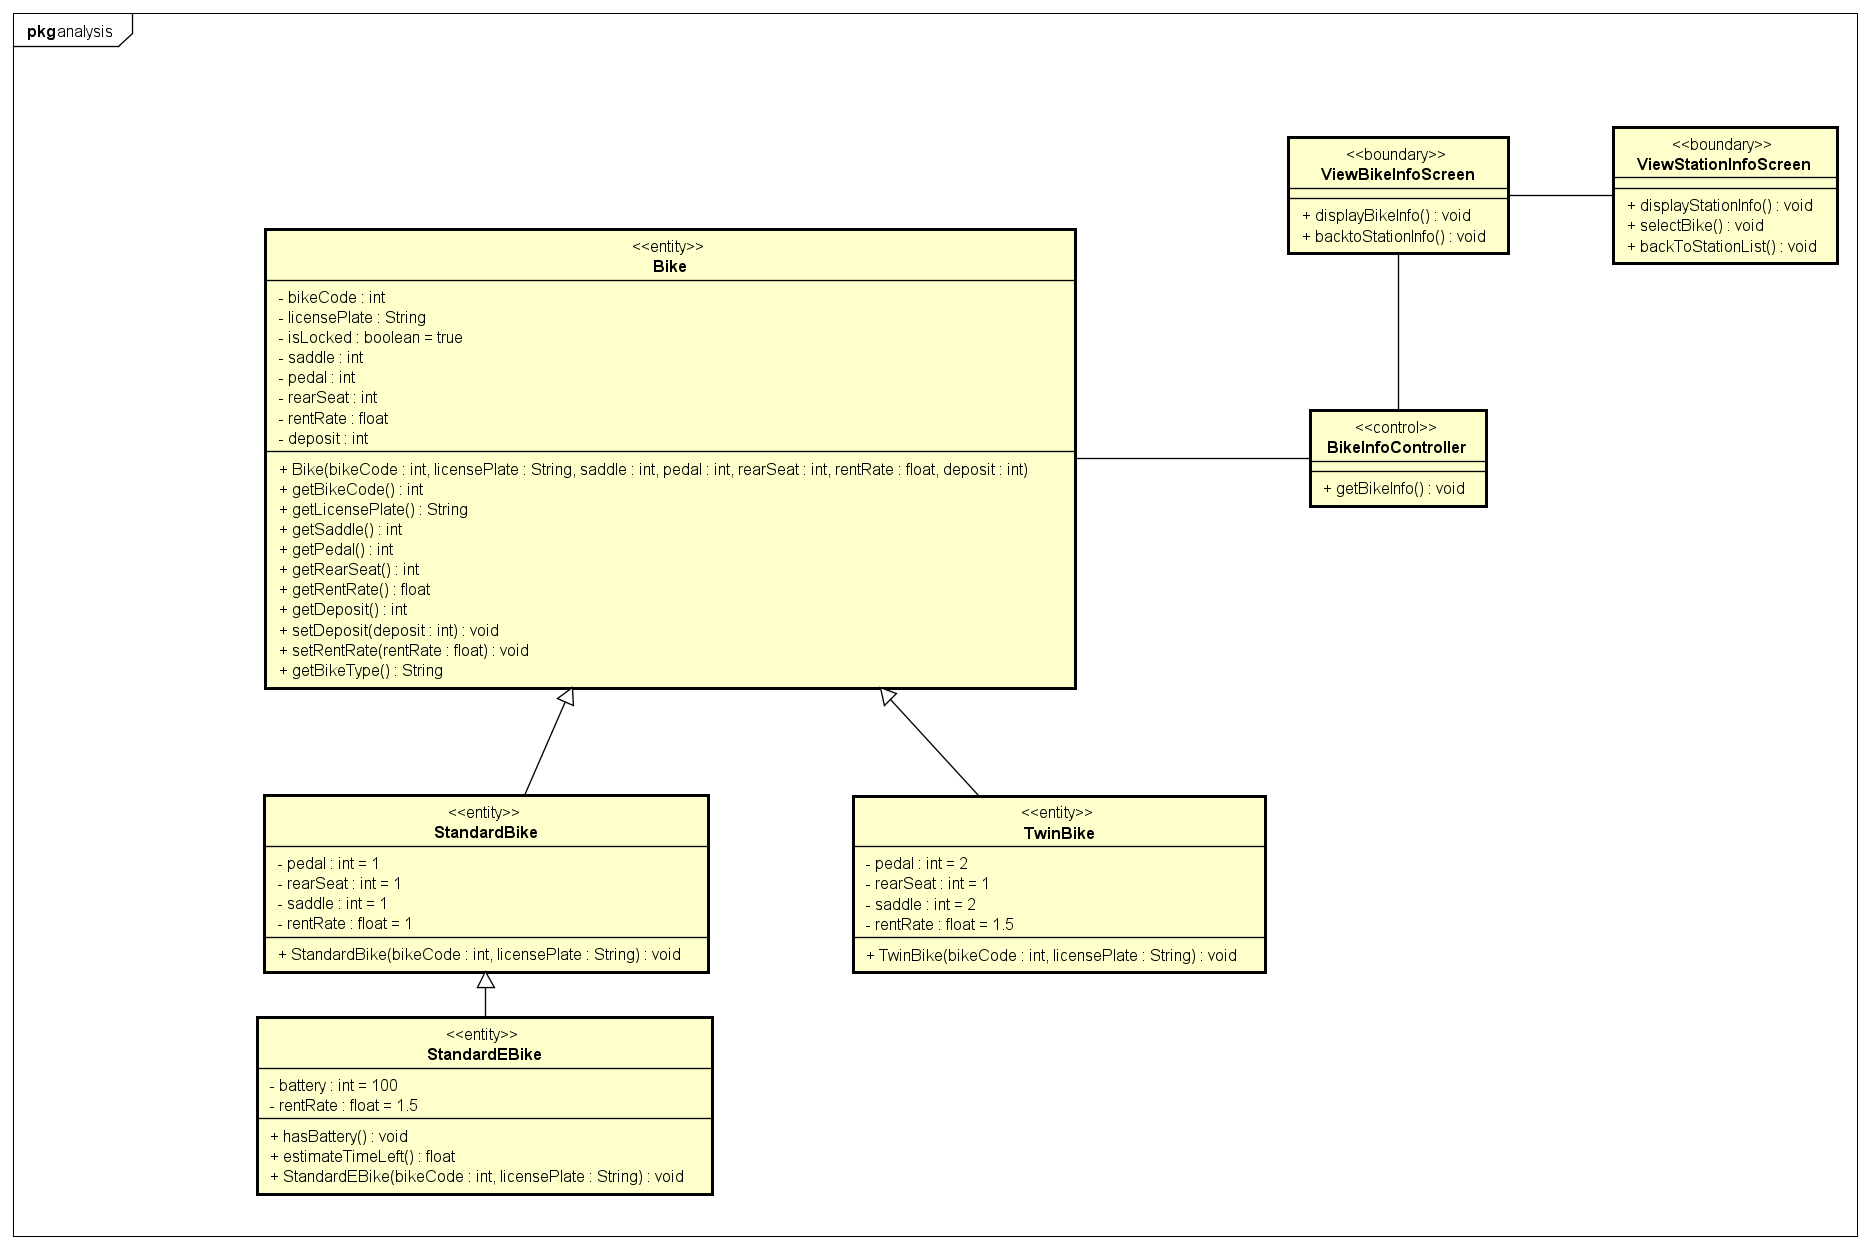 pkg analysis
<<boundary>>
ViewBikeInfoScreen
+ displayBikeInfo() : void
+ backtoStationInfo() : void
<<boundary>>
ViewStationInfoScreen
+ displayStationInfo() : void
+ selectBike() : void
+ backToStationList() : void
<<entity>>
Bike
- bikeCode : int
- licensePlate : String
- isLocked : boolean = true
- saddle : int
- pedal : int
- rearSeat : int
- rentRate : float
- deposit : int
+ Bike(bikeCode : int, licensePlate : String, saddle : int, pedal : int, rearSeat : int, rentRate : float, deposit : int)
+ getBikeCode() : int
+ getLicensePlate() : String
+ getSaddle() : int
+ getPedal() : int
+ getRearSeat() : int
+ getRentRate() : float
+ getDeposit() : int
+ setDeposit(deposit : int) : void
+ setRentRate(rentRate : float) : void
+ getBikeType() : String
<<control>>
BikeInfoController
+ getBikeInfo() : void
<<entity>>
StandardBike
- pedal : int = 1
- rearSeat : int = 1
- saddle : int = 1
- rentRate : float = 1
+ StandardBike(bikeCode : int, licensePlate : String) : void
<<entity>>
TwinBike
- pedal : int = 2
- rearSeat : int = 1
- saddle : int = 2
- rentRate : float = 1.5
+ TwinBike(bikeCode : int, licensePlate : String) : void
<<entity>>
StandardEBike
- battery : int = 100
- rentRate : float = 1.5
+ hasBattery() : void
+ estimateTimeLeft() : float
+ StandardEBike(bikeCode : int, licensePlate : String) : void